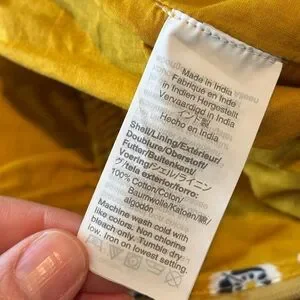 Made in India
Fabriqué en Inde
in Indien Hergestellt
Vervaardigd in India
インド製
Hecho en India
Shell/Lining/Extérieur/
Doublure/Oberstoff/
Futter/Buitenkant/
Voering/シェル/ライニン
グ/tela exterior/forro:
100% Cotton/Coton/
Baumwolle/Katoen/綿/
algodón
Machine wash cold with
like colors. Non chlorine
bleach only. Tumble dry
low. Iron on lowest setting.